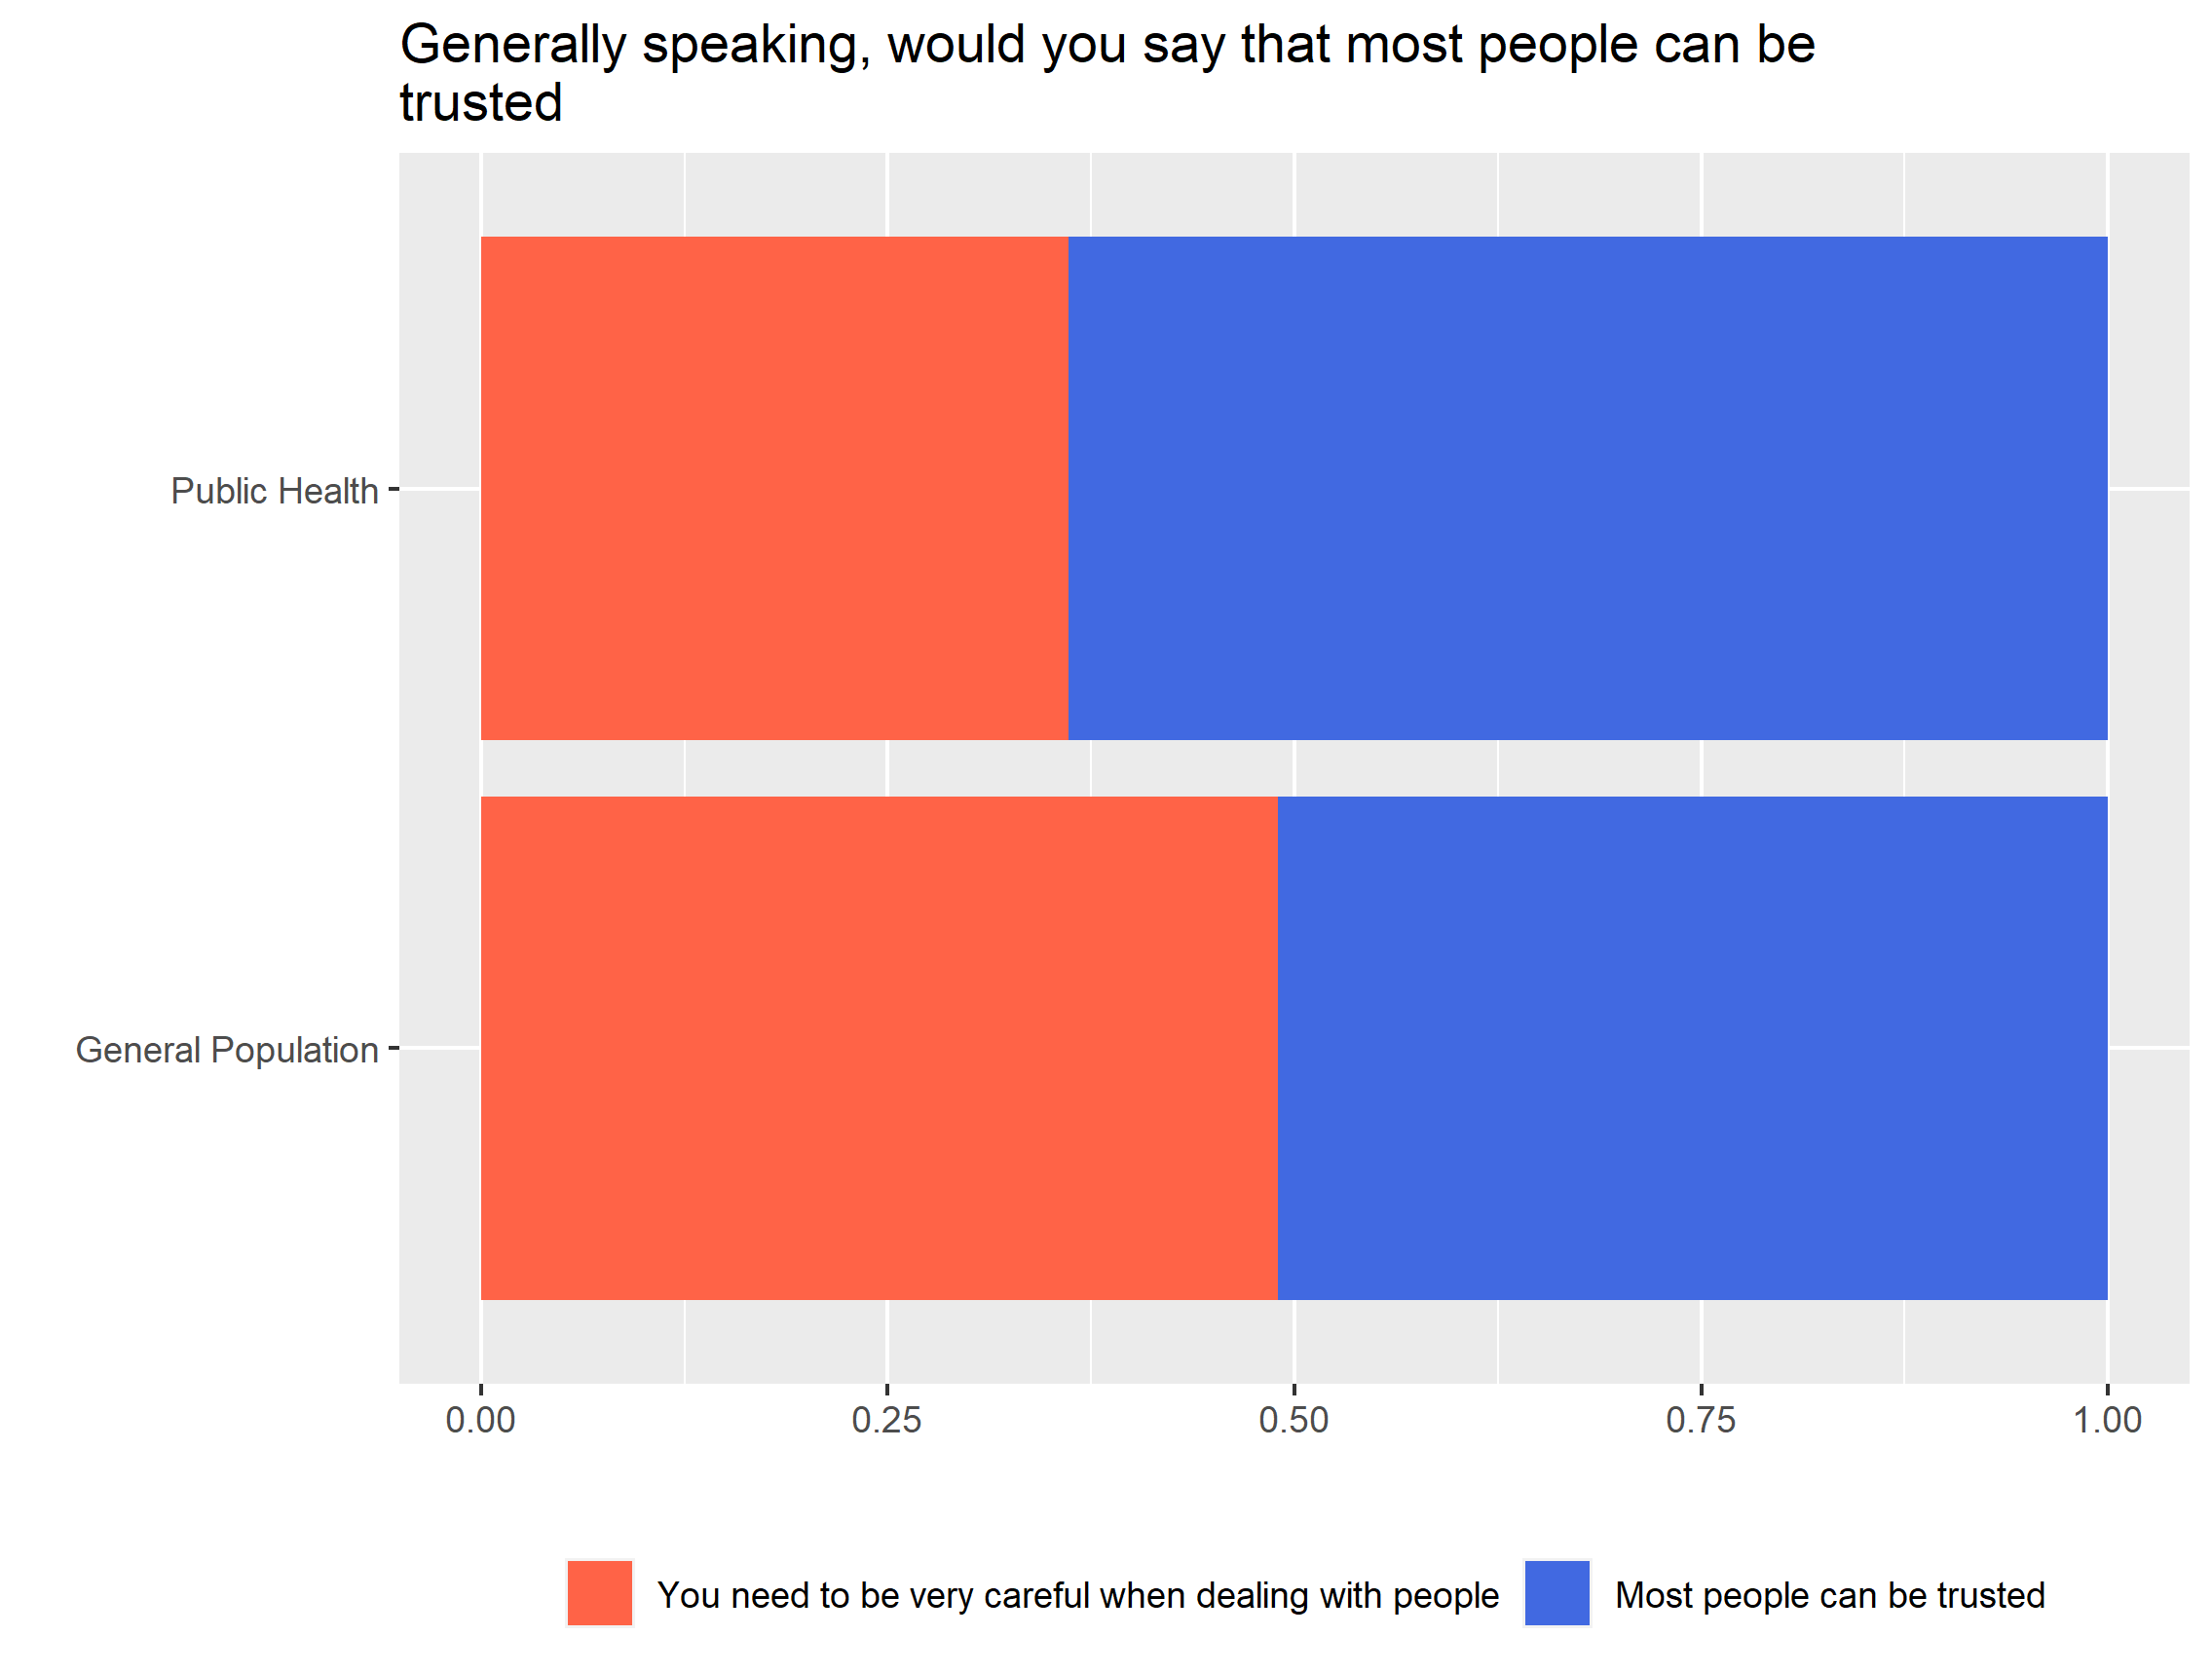 Generally speaking, would you say that most people can be
trusted
Public Health
General Population
0.00 0.25 0.50 0.75 1.00
You need to be very careful when dealing with people Most people can be trusted